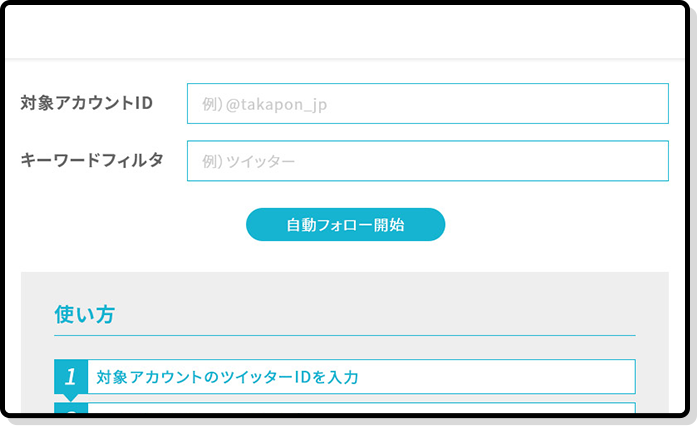 対象アカウントID
例）@takapon_jp
キーワードフィルタ
例）ツイッター
自動フォロー開始
使い方
1 対象アカウントのツイッターIDを入力